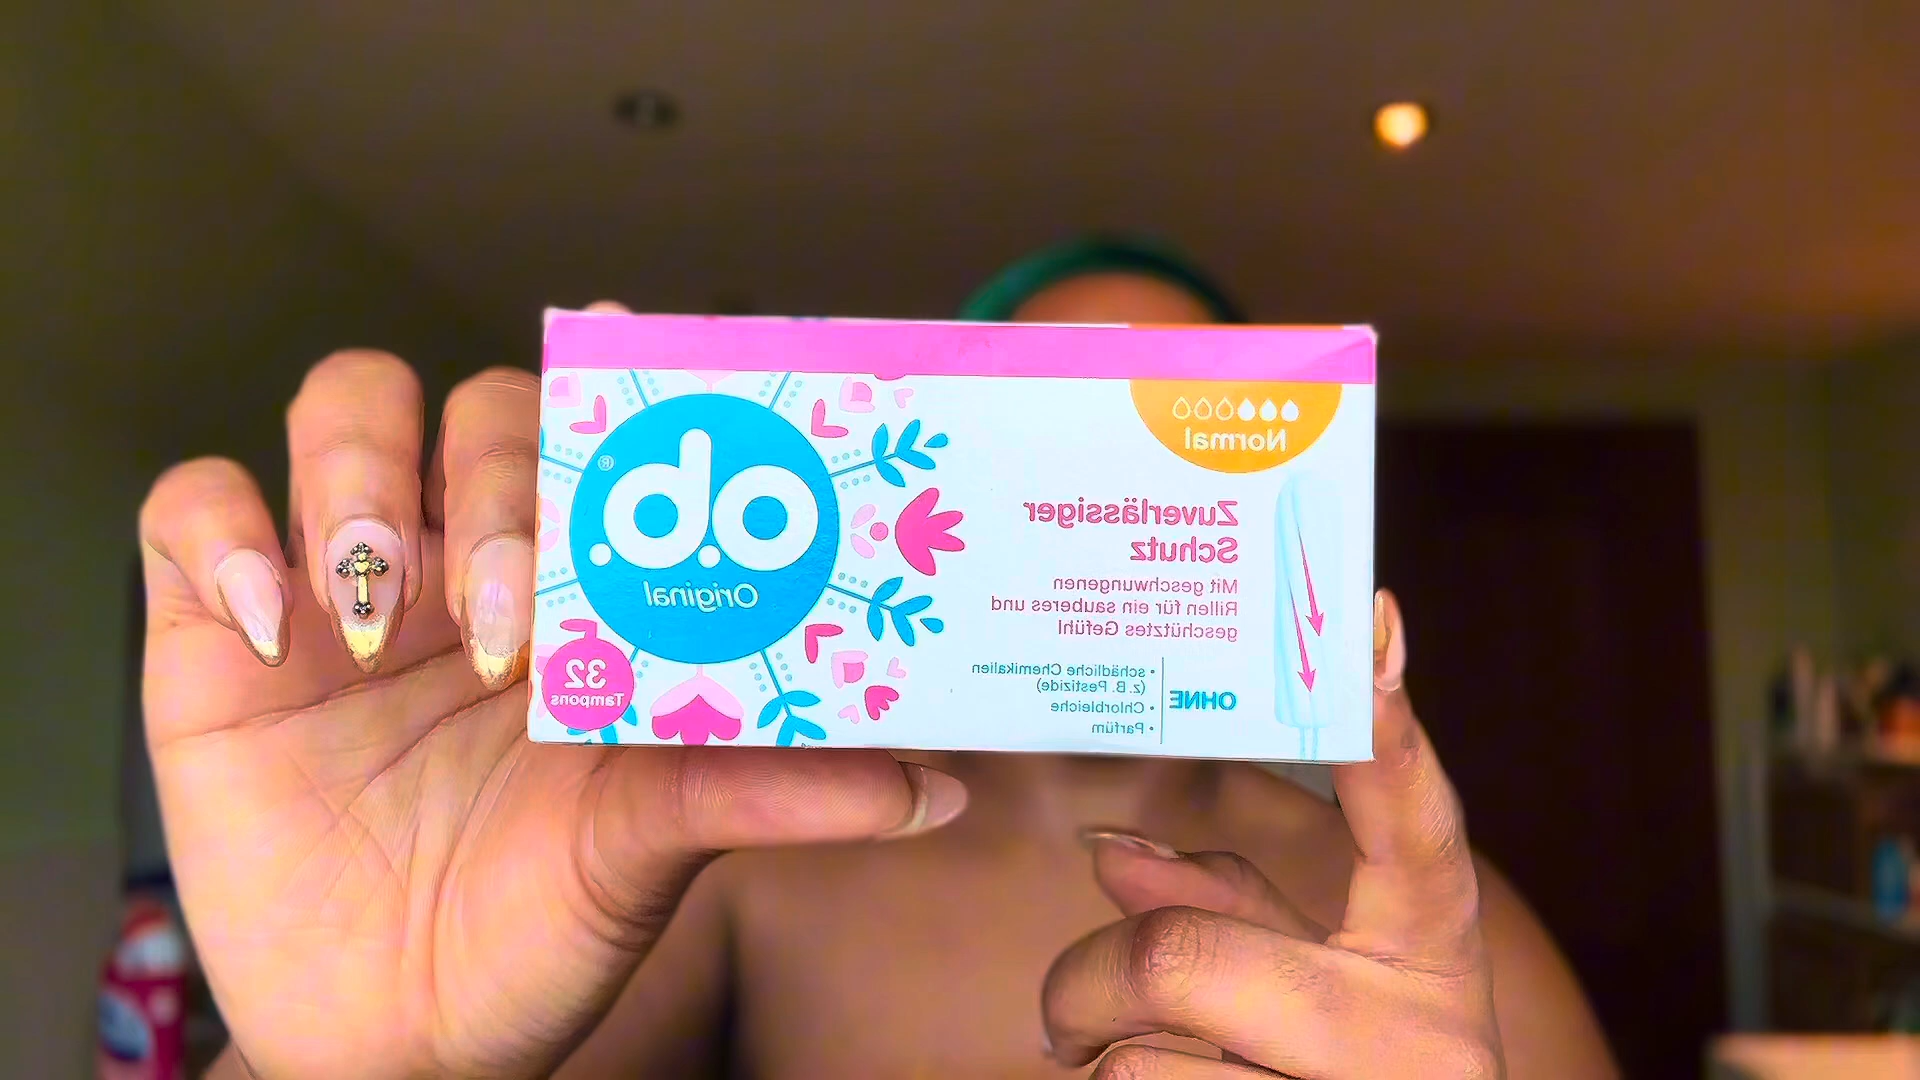 o.b.®
Original
32
Tampons
Normal
Zuverlässiger
Schutz
Mit geschwungenen
Rillen für ein sauberes und
geschütztes Gefühl
OHNE
• schädliche Chemikalien
(z. B. Pestizide)
• Chlorbleiche
• Parfüm